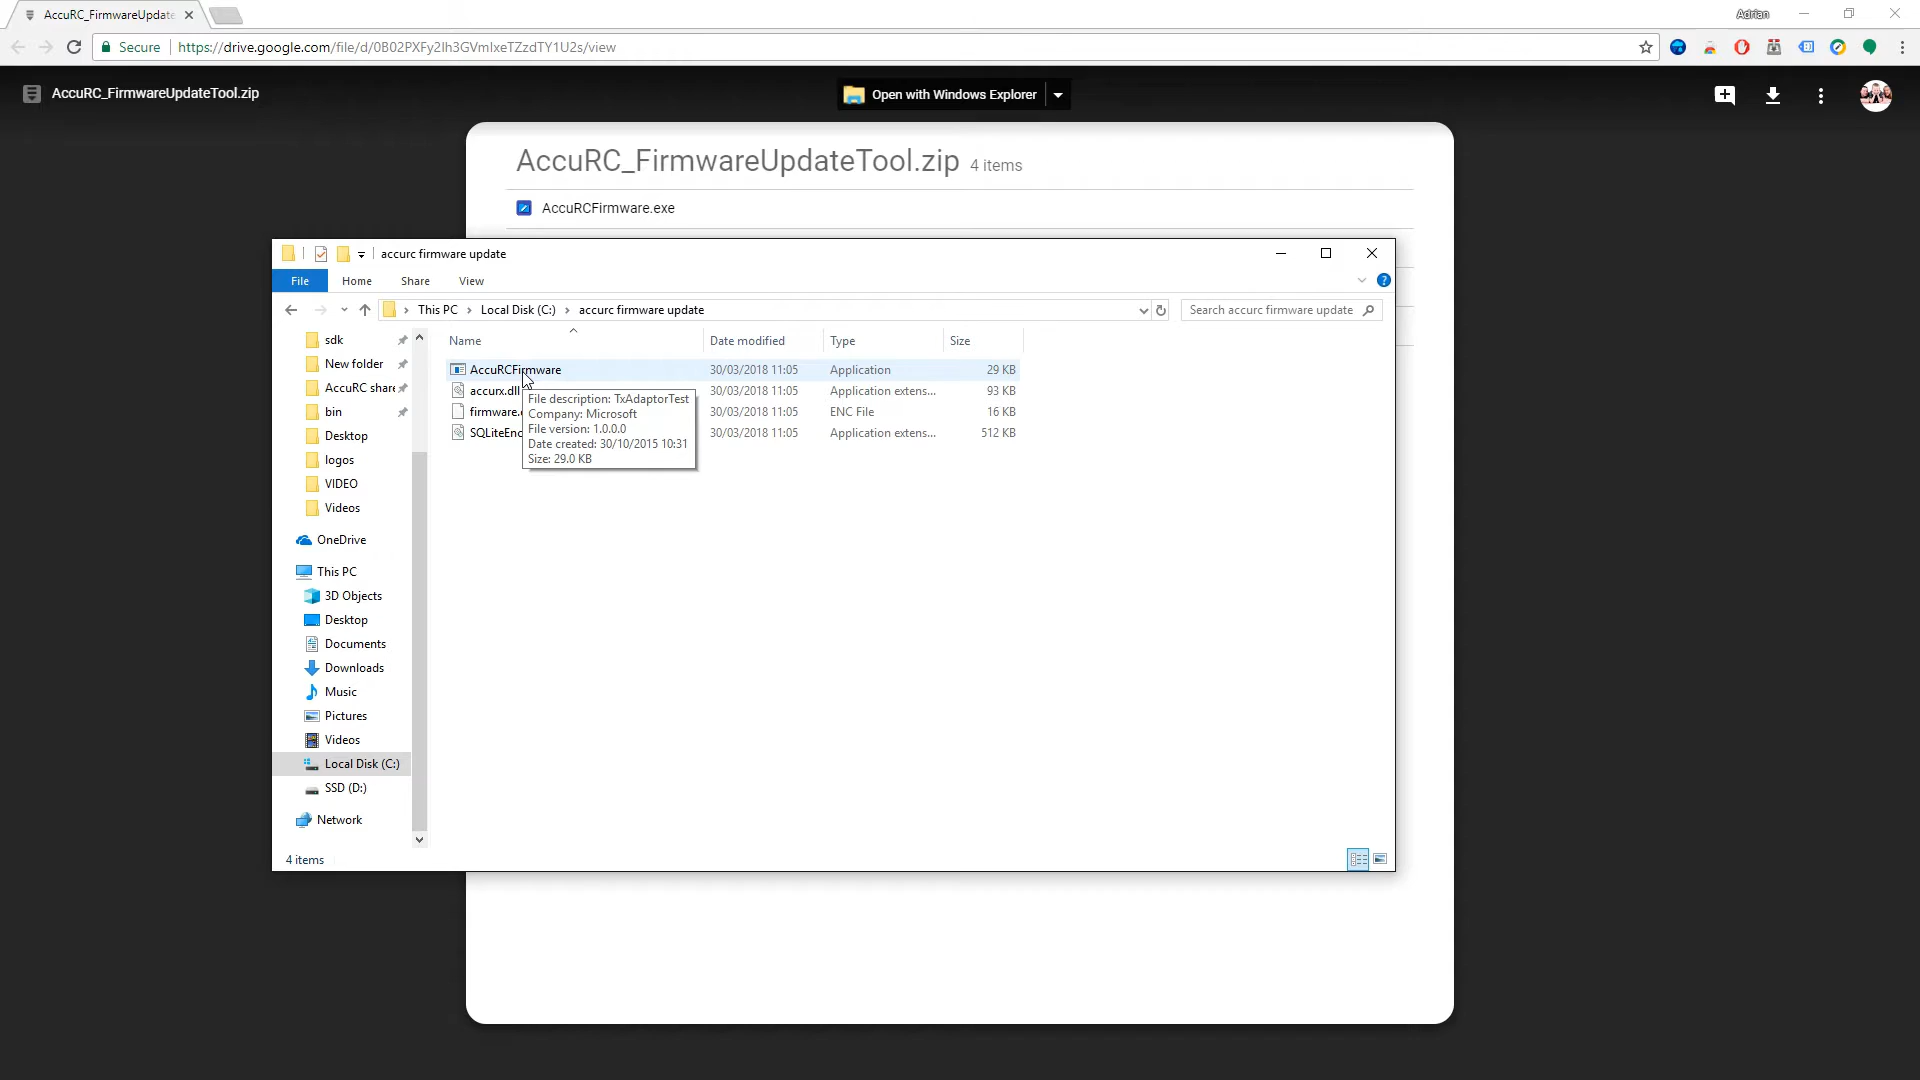 AccuRC_FirmwareUpdate
Adrian
Secure
https://drive.google.com/file/d/0B02PXFy2Ih3GVmlxeTZzdTY1U2s/view
AccuRC_FirmwareUpdateTool.zip
Open with Windows Explorer
AccuRC_FirmwareUpdateTool.zip 4 items
AccuRCFirmware.exe
accurc firmware update
File Home Share View
This PC Local Disk (C:) accurc firmware update
Search accurc firmware update
Name Date modified Type Size
AccuRCFirmware 30/03/2018 11:05 Application 29 KB
accurx.dll 30/03/2018 11:05 Application extens... 93 KB
firmware. 30/03/2018 11:05 ENC File 16 KB
SQLiteEnc 30/03/2018 11:05 Application extens... 512 KB
File description: TxAdaptorTest
Company: Microsoft
File version: 1.0.0.0
Date created: 30/10/2015 10:31
Size: 29.0 KB
sdk
New folder
AccuRC share
bin
Desktop
logos
VIDEO
Videos
OneDrive
This PC
3D Objects
Desktop
Documents
Downloads
Music
Pictures
Videos
Local Disk (C:)
SSD (D:)
Network
4 items